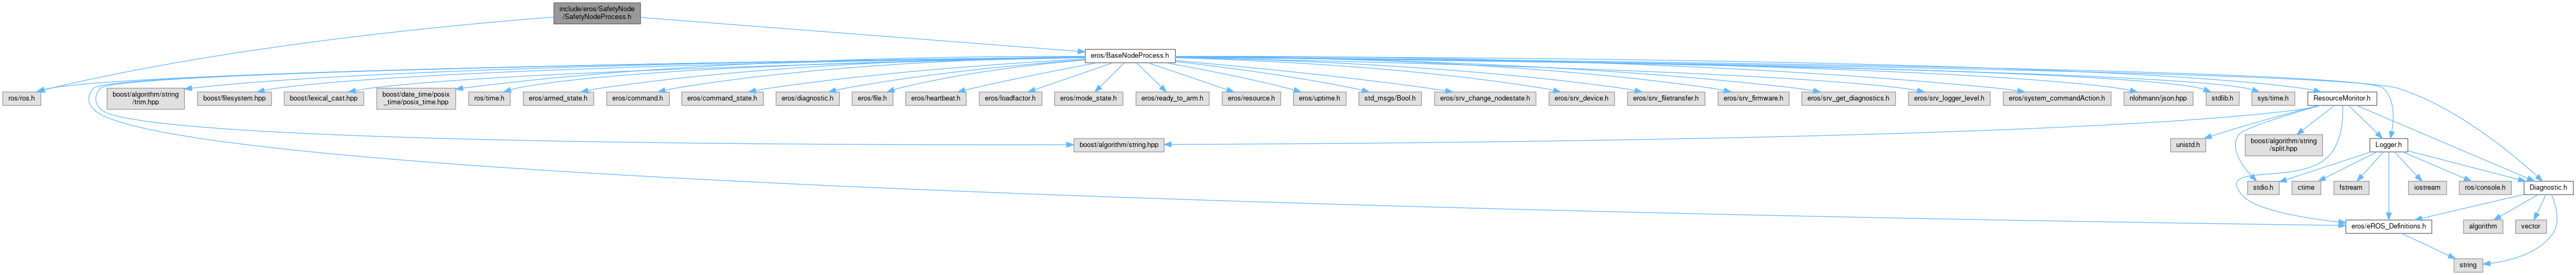 include/eros/SafetyNode
/SafetyNodeProcess.h
eros/BaseNodeProcess.h
ros/ros.h
boost/algorithm/string
/trim.hpp
boost/filesystem.hpp
boost/lexical_cast.hpp
boost/date_time/posix
_time/posix_time.hpp
ros/time.h
eros/armed_state.h
eros/command.h
eros/command_state.h
eros/diagnostic.h
eros/file.h
eros/heartbeat.h
eros/loadfactor.h
eros/mode_state.h
eros/ready_to_arm.h
eros/resource.h
eros/uptime.h
std_msgs/Bool.h
eros/srv_change_nodestate.h
eros/srv_device.h
eros/srv_filetransfer.h
eros/srv_firmware.h
eros/srv_get_diagnostics.h
eros/srv_logger_level.h
eros/system_commandAction.h
nlohmann/json.hpp
stdlib.h
sys/time.h
ResourceMonitor.h
boost/algorithm/string.hpp
unistd.h
boost/algorithm/string
/split.hpp
Logger.h
stdio.h
ctime
fstream
iostream
ros/console.h
Diagnostic.h
eros/eROS_Definitions.h
algorithm
vector
string